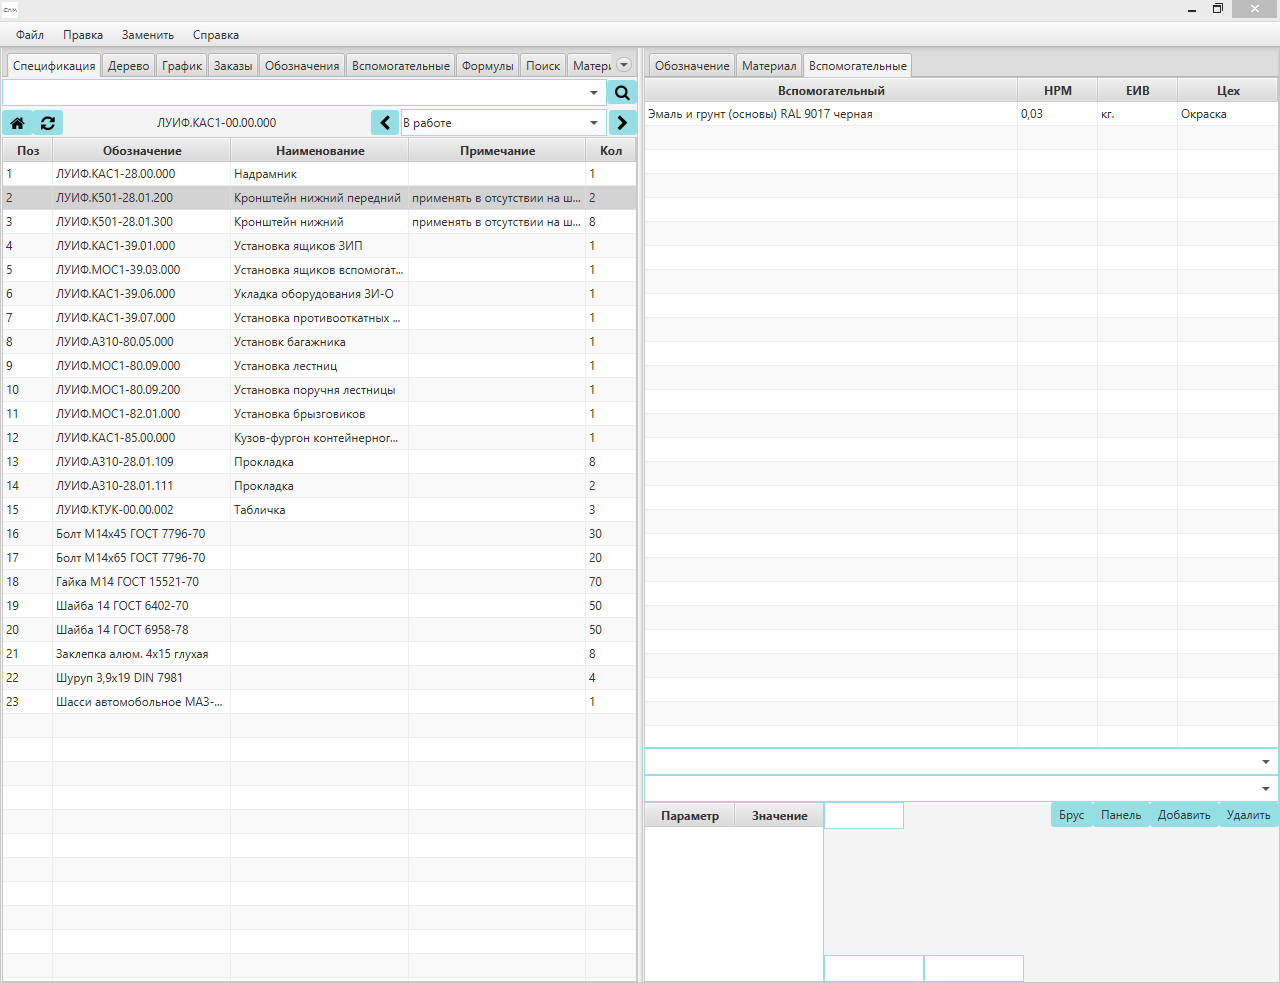 Файл Правка Заменить Справка
Спецификация Дерево График Заказы Обозначения Вспомогательные Формулы Поиск Матери
Обозначение Материал Вспомогательные
ЛУИФ.КАС1-00.00.000 В работе
Поз Обозначение Наименование Примечание Кол
1 ЛУИФ.КАС1-28.00.000 Надрамник 1
2 ЛУИФ.К501-28.01.200 Кронштейн нижний передний применять в отсутствии на ш... 2
3 ЛУИФ.К501-28.01.300 Кронштейн нижний применять в отсутствии на ш... 8
4 ЛУИФ.КАС1-39.01.000 Установка ящиков ЗИП 1
5 ЛУИФ.МОС1-39.03.000 Установка ящиков вспомогат... 1
6 ЛУИФ.КАС1-39.06.000 Укладка оборудования ЗИ-О 1
7 ЛУИФ.КАС1-39.07.000 Установка противооткатных ... 1
8 ЛУИФ.А310-80.05.000 Установк багажника 1
9 ЛУИФ.МОС1-80.09.000 Установка лестниц 1
10 ЛУИФ.МОС1-80.09.200 Установка поручня лестницы 1
11 ЛУИФ.МОС1-82.01.000 Установка брызговиков 1
12 ЛУИФ.КАС1-85.00.000 Кузов-фургон контейнерног... 1
13 ЛУИФ.А310-28.01.109 Прокладка 8
14 ЛУИФ.А310-28.01.111 Прокладка 2
15 ЛУИФ.КТУК-00.00.002 Табличка 3
16 Болт М14х45 ГОСТ 7796-70 30
17 Болт М14х65 ГОСТ 7796-70 20
18 Гайка М14 ГОСТ 15521-70 70
19 Шайба 14 ГОСТ 6402-70 50
20 Шайба 14 ГОСТ 6958-78 50
21 Заклепка алюм. 4х15 глухая 8
22 Шуруп 3,9х19 DIN 7981 4
23 Шасси автомобольное МАЗ-... 1
Вспомогательный НРМ ЕИВ Цех
Эмаль и грунт (основы) RAL 9017 черная 0,03 кг. Окраска
Параметр Значение Брус Панель Добавить Удалить